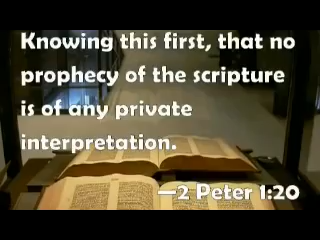 Knowing this first, that no
prophecy of the scripture
is of any private
interpretation.
—2 Peter 1:20